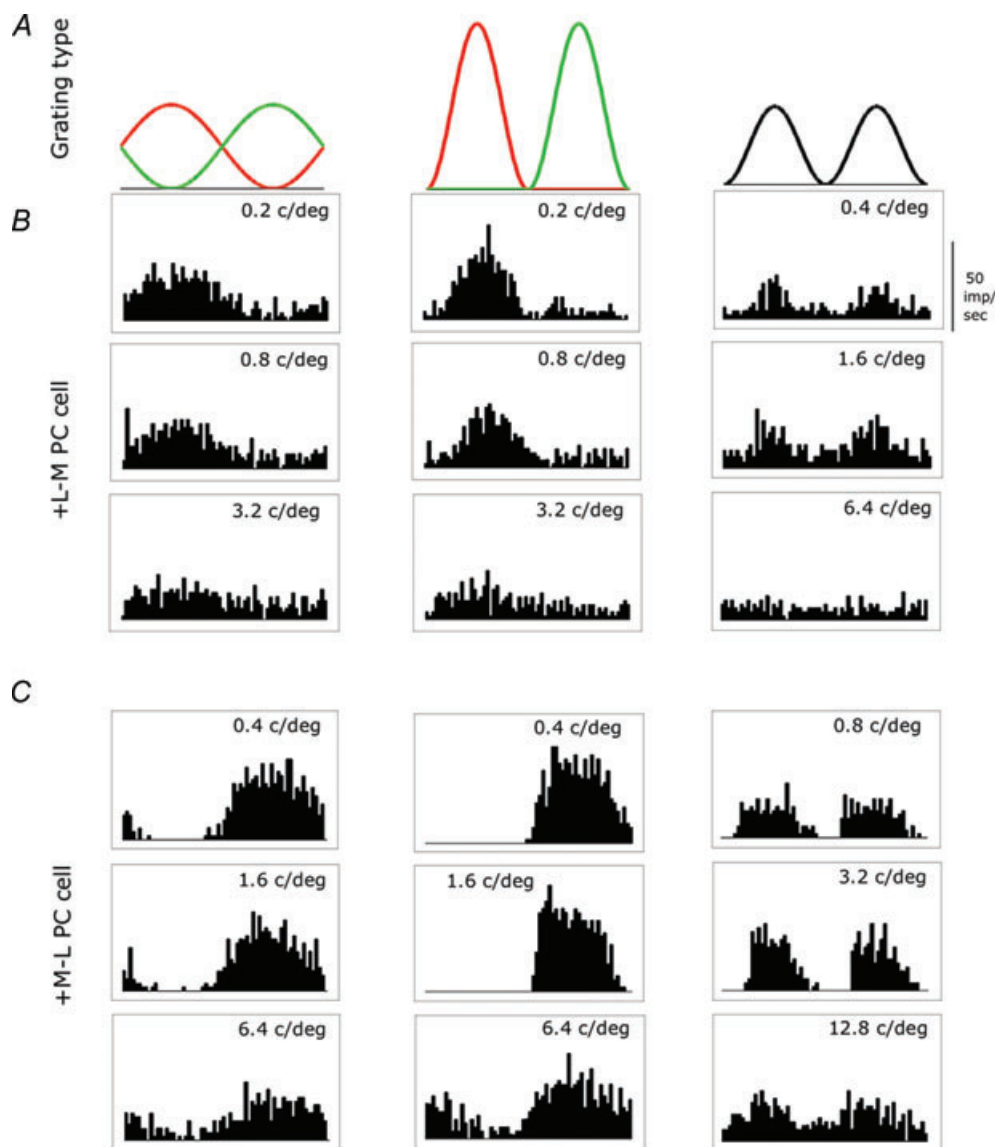 A
Grating type
B
+L-M PC cell
0.2 c/deg
0.2 c/deg
0.4 c/deg
50
imp/
sec
0.8 c/deg
0.8 c/deg
1.6 c/deg
3.2 c/deg
3.2 c/deg
6.4 c/deg
C
+M-L PC cell
0.4 c/deg
0.4 c/deg
0.8 c/deg
1.6 c/deg
1.6 c/deg
3.2 c/deg
6.4 c/deg
6.4 c/deg
12.8 c/deg